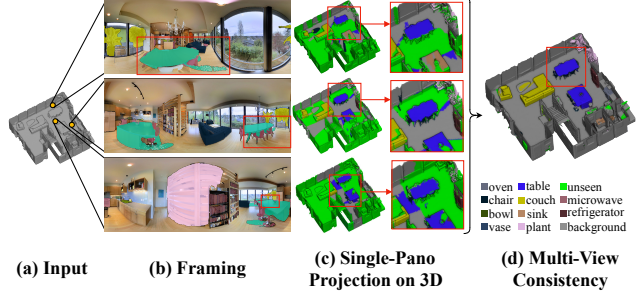 oven table unseen
chair couch microwave
bowl sink refrigerator
vase plant background
(a) Input (b) Framing (c) Single-Pano Projection on 3D (d) Multi-View Consistency